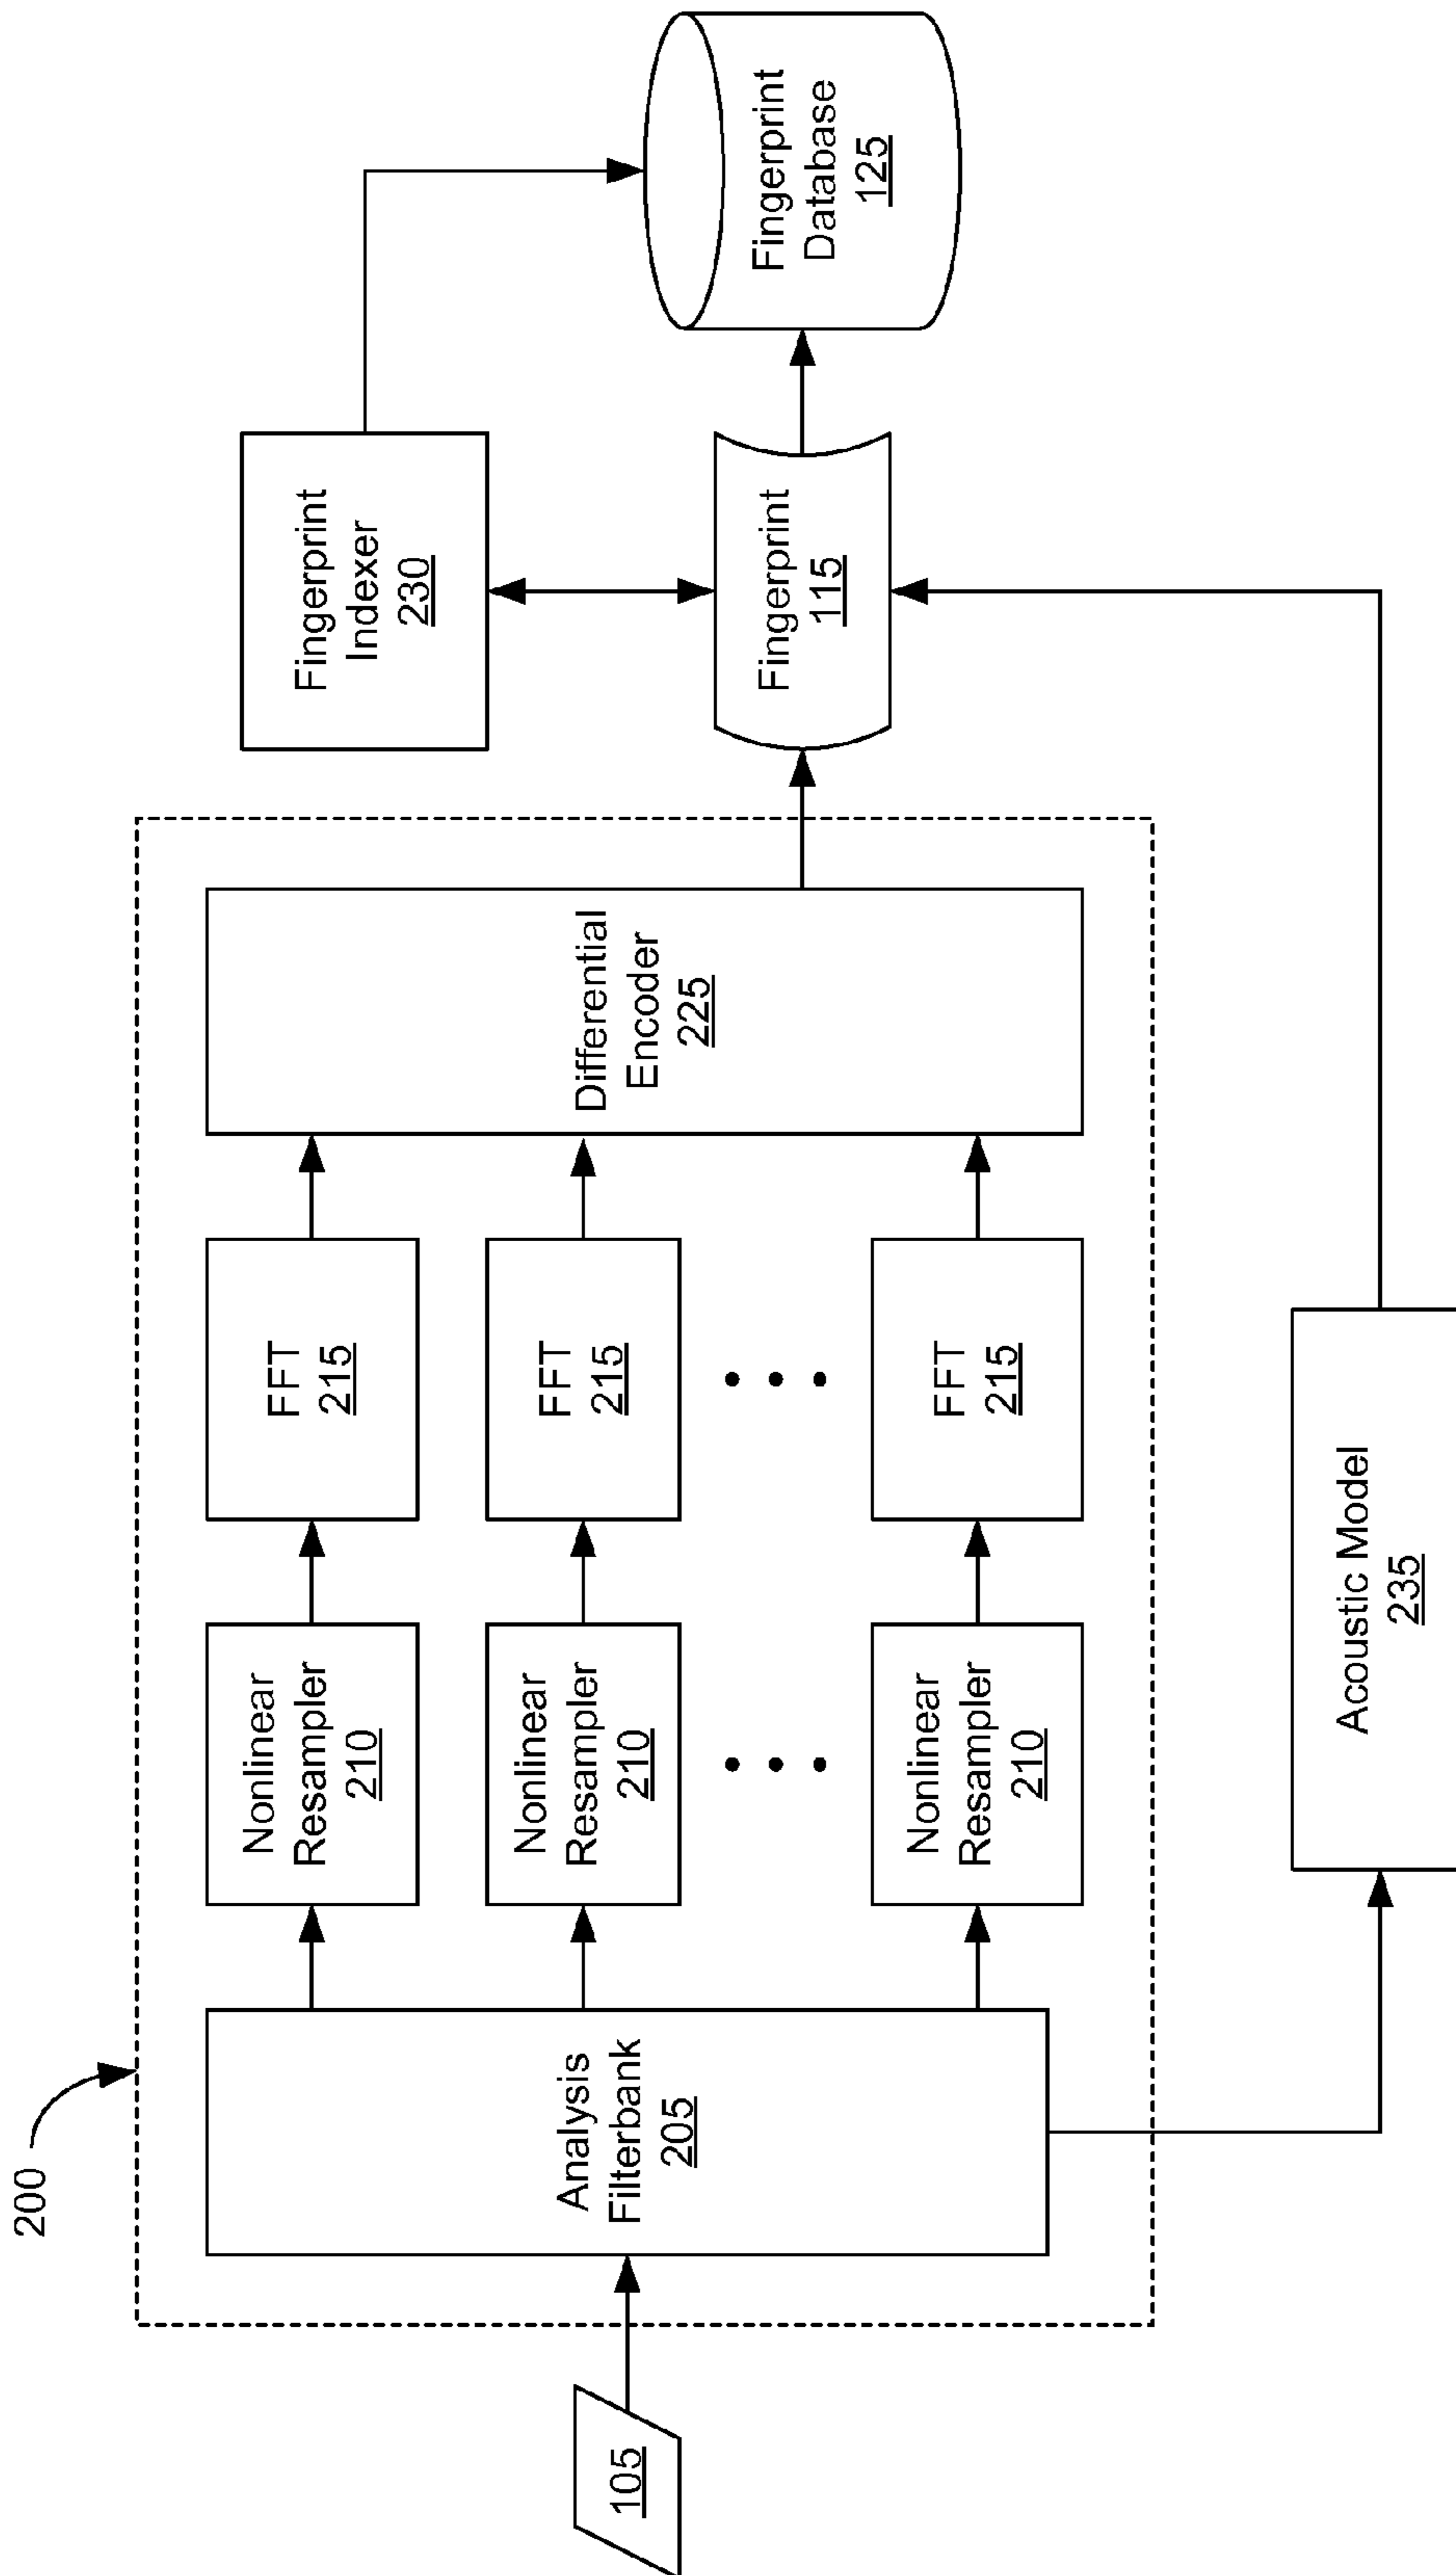 200
105
Analysis
Filterbank
205
Nonlinear
Resampler
210
Nonlinear
Resampler
210
Nonlinear
Resampler
210
FFT
215
FFT
215
FFT
215
Differential
Encoder
225
Fingerprint
Indexer
230
Fingerprint
115
Fingerprint
Database
125
Acoustic Model
235